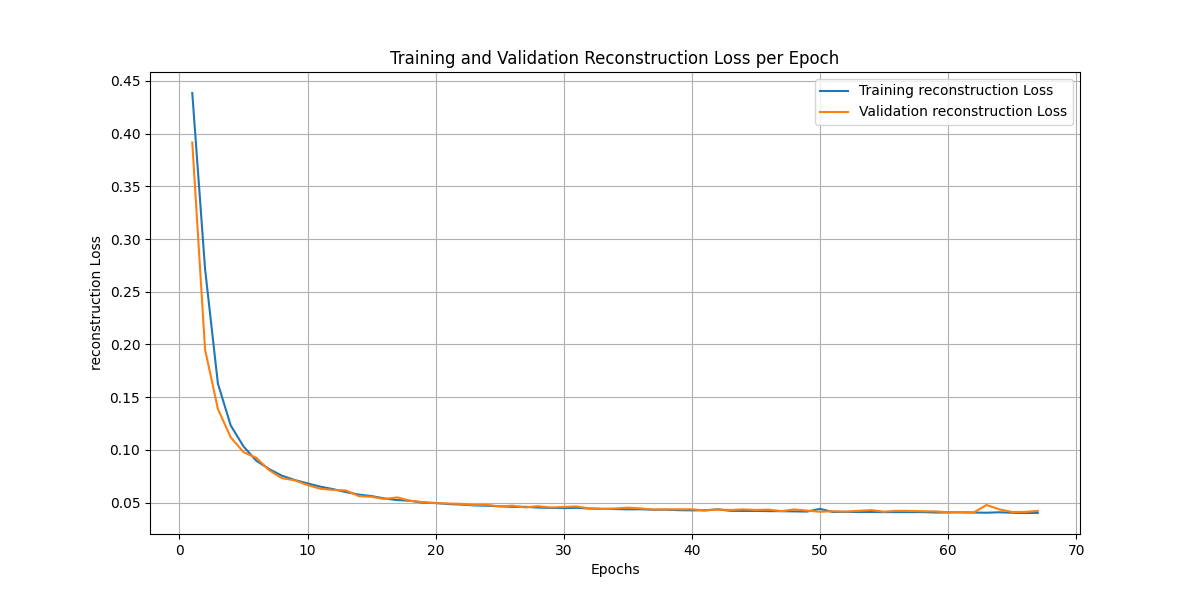 Training and Validation Reconstruction Loss per Epoch
Training reconstruction Loss
Validation reconstruction Loss
reconstruction Loss
0.45
0.40
0.35
0.30
0.25
0.20
0.15
0.10
0.05
0 10 20 30 40 50 60 70
Epochs